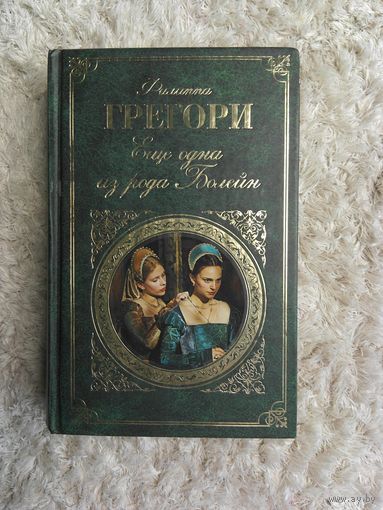 Филиппа
ГРЕГОРИ
Еще одна
из рода Болейн
www.ay.by